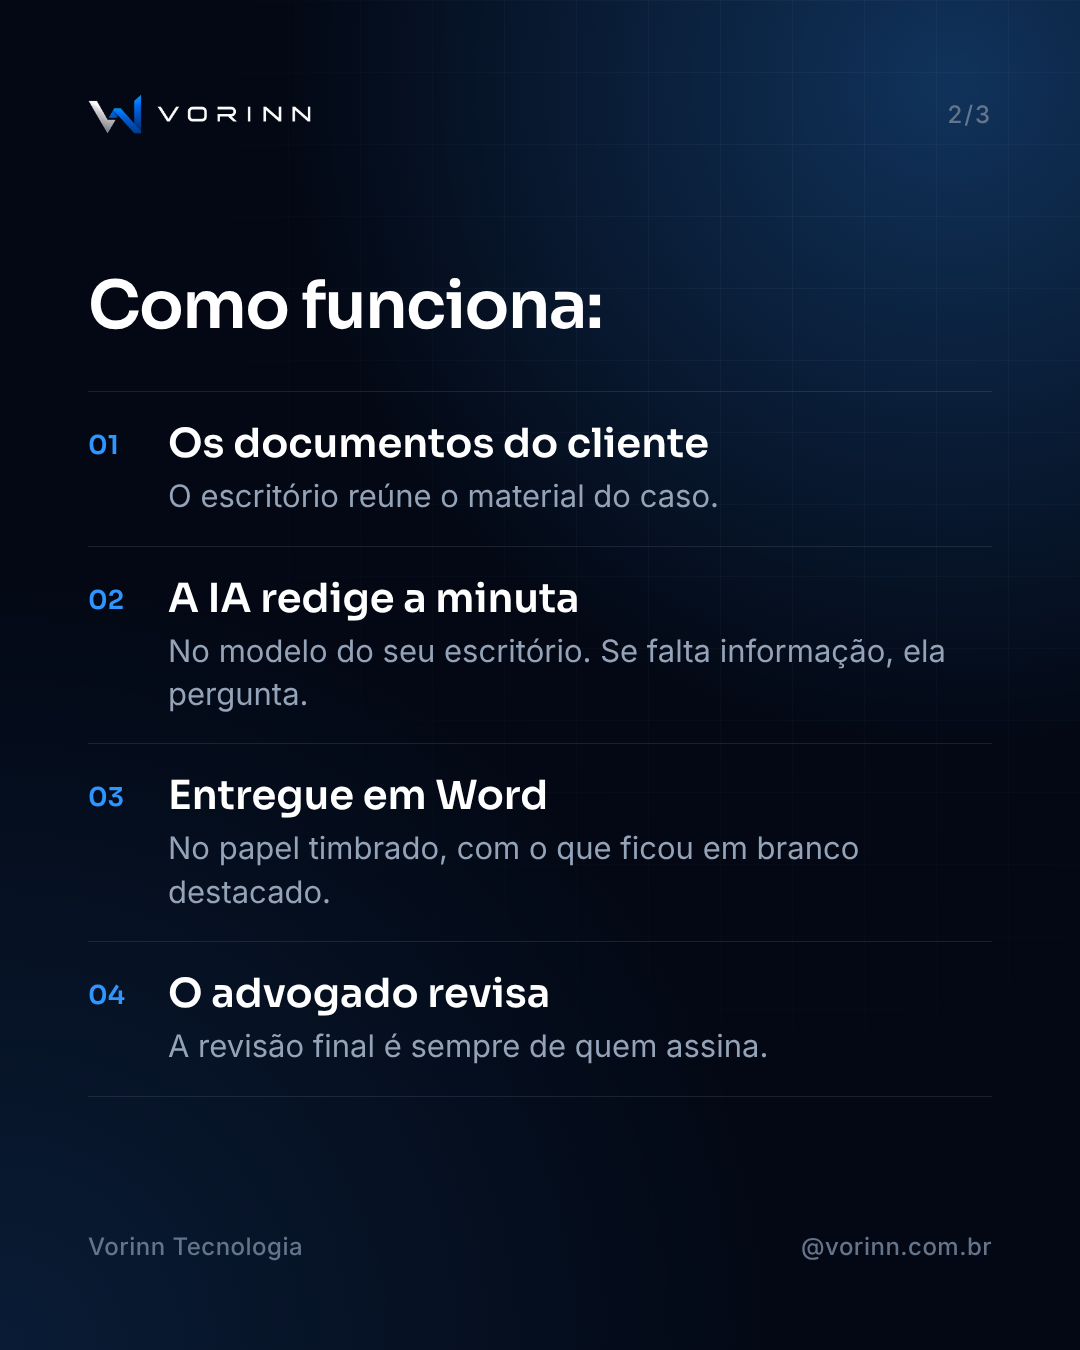 VORINN
2/3
Como funciona:
01 Os documentos do cliente
O escritório reúne o material do caso.
02 A IA redige a minuta
No modelo do seu escritório. Se falta informação, ela
pergunta.
03 Entregue em Word
No papel timbrado, com o que ficou em branco
destacado.
04 O advogado revisa
A revisão final é sempre de quem assina.
Vorinn Tecnologia
@vorinn.com.br